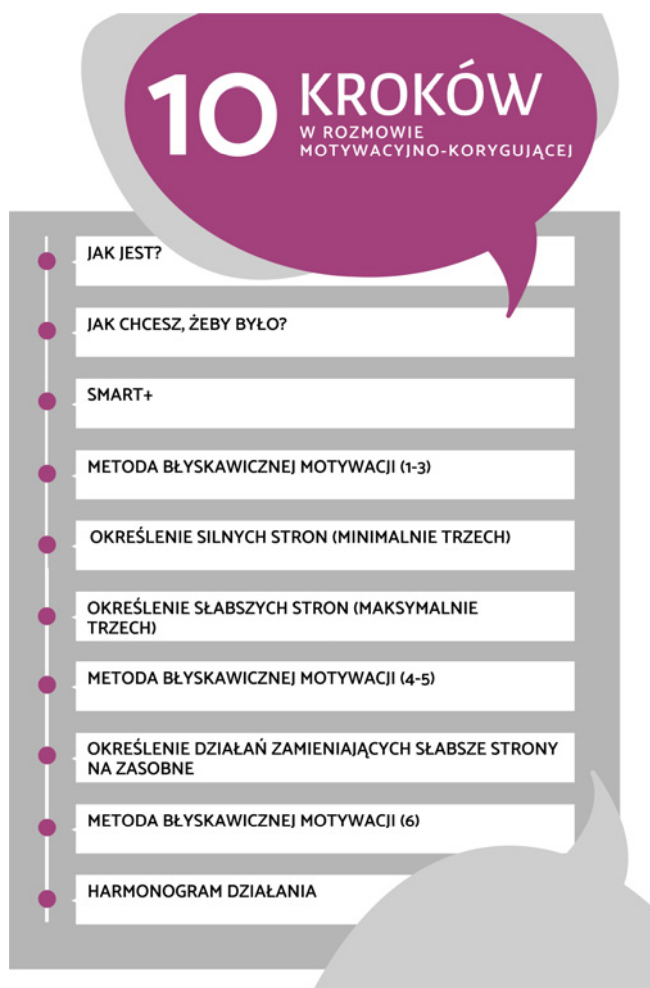 10 KROKÓW
W ROZMOWIE
MOTYWACYJNO-KORYGUJĄCEJ
JAK JEST?
JAK CHCESZ, ŻEBY BYŁO?
SMART+
METODA BŁYSKAWICZNEJ MOTYWACJI (1-3)
OKREŚLENIE SILNYCH STRON (MINIMALNIE TRZECH)
OKREŚLENIE SŁABSZYCH STRON (MAKSYMALNIE
TRZECH)
METODA BŁYSKAWICZNEJ MOTYWACJI (4-5)
OKREŚLENIE DZIAŁAŃ ZAMIENIAJĄCYCH SŁABSZE STRONY
NA ZASOBNE
METODA BŁYSKAWICZNEJ MOTYWACJI (6)
HARMONOGRAM DZIAŁANIA